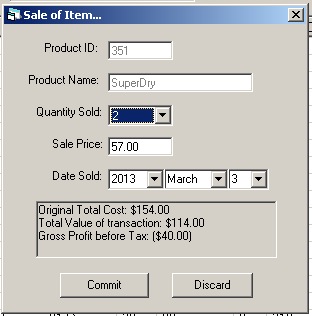 Sale of Item...
Product ID: 351
Product Name: SuperDry
Quantity Sold: 2
Sale Price: 57.00
Date Sold: 2013 March 3
Original Total Cost: $154.00
Total Value of transaction: $114.00
Gross Profit before Tax: ($40.00)
Commit Discard